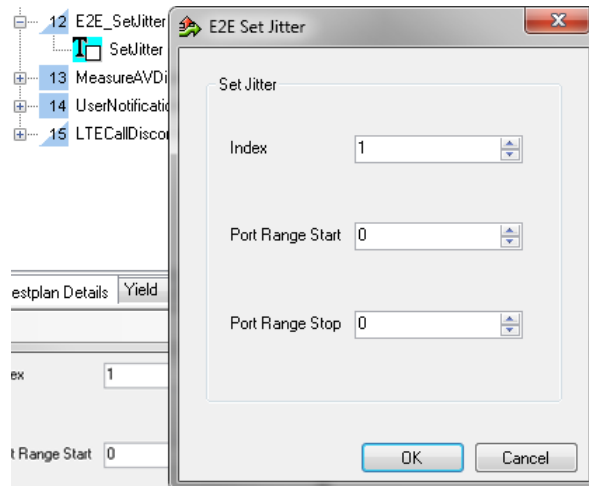 12 E2E_SetJitter
T SetJitter
13 MeasureAVDi
14 UserNotificatio
15 LTECallDiscor
estplan Details Yield
ex 1
t Range Start 0
E2E Set Jitter
Set Jitter
Index 1
Port Range Start 0
Port Range Stop 0
OK Cancel